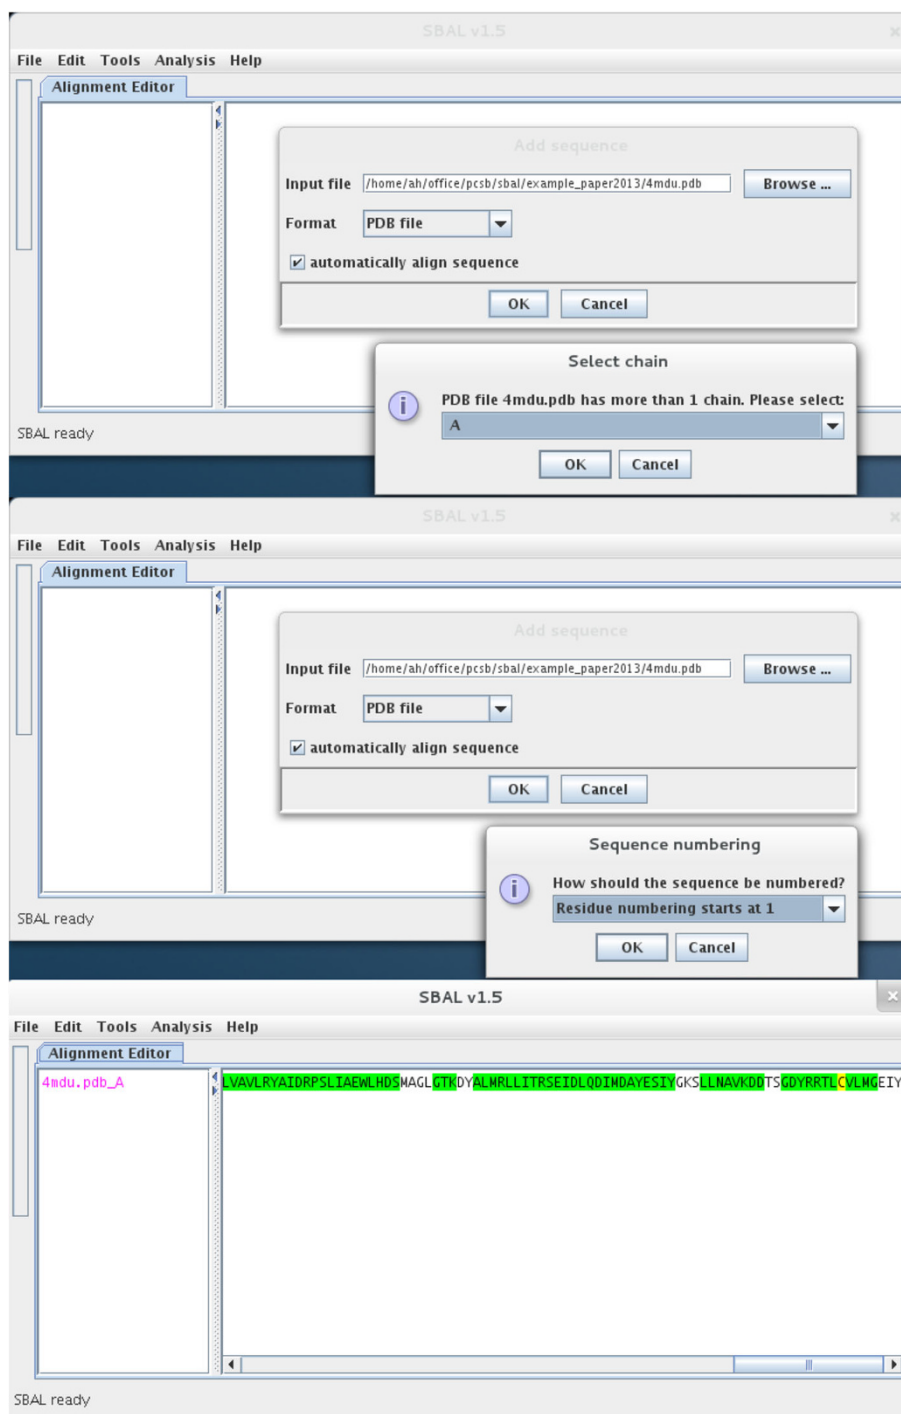 SBAL v1.5
File Edit Tools Analysis Help
Alignment Editor
Add sequence
Input file /home/ah/office/pcsb/sbal/example_paper2013/4mdu.pdb Browse ...
Format PDB file
automatically align sequence
OK Cancel
Select chain
PDB file 4mdu.pdb has more than 1 chain. Please select:
A
OK Cancel
SBAL ready
SBAL v1.5
File Edit Tools Analysis Help
Alignment Editor
Add sequence
Input file /home/ah/office/pcsb/sbal/example_paper2013/4mdu.pdb Browse ...
Format PDB file
automatically align sequence
OK Cancel
Sequence numbering
How should the sequence be numbered?
Residue numbering starts at 1
OK Cancel
SBAL ready
SBAL v1.5
File Edit Tools Analysis Help
Alignment Editor
4mdu.pdb_A LVAVLRYAIDRPSLIAEWLHDSMAGLGTKDYALMRLLITRSEIDLQDIMDAYESIYGKSLLNAVKDDTSGDYRRTLCVLMGEIY
SBAL ready